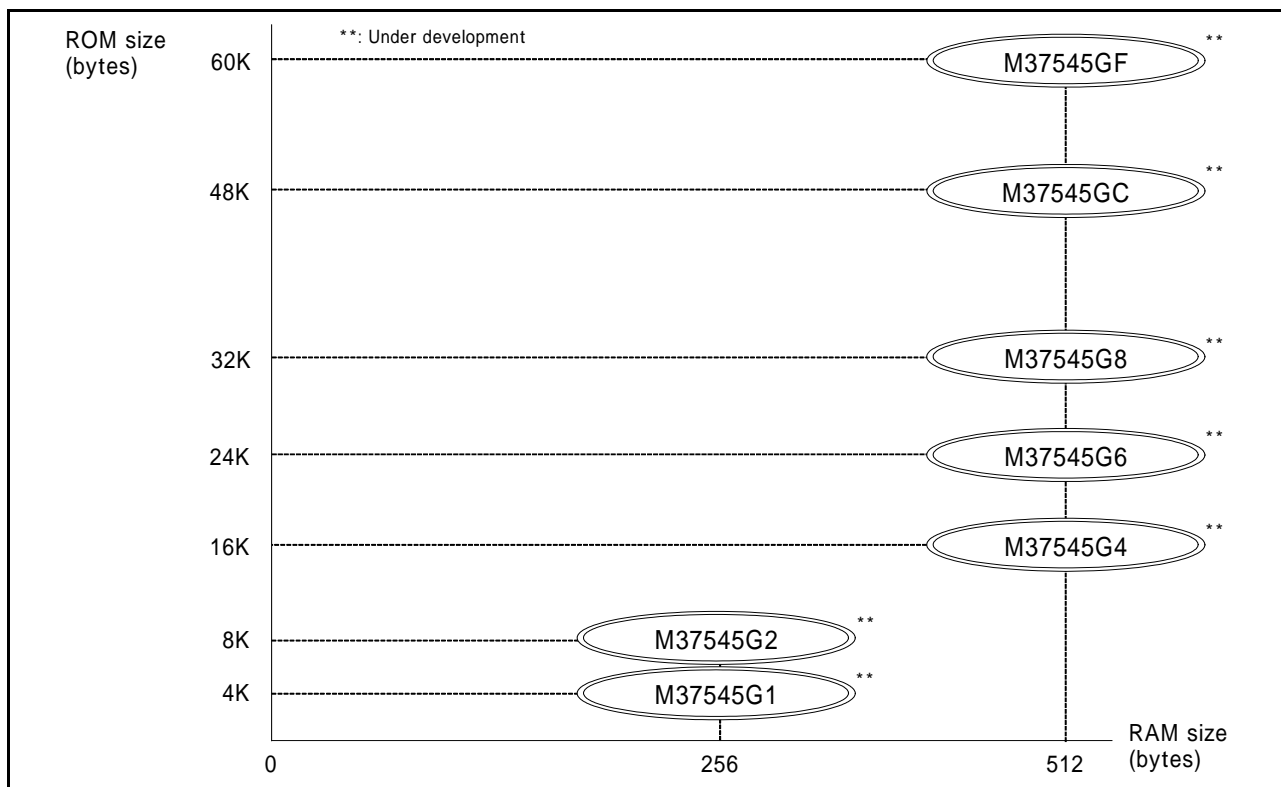 ROM size
(bytes)
**: Under development
60K
M37545GF
**
48K
M37545GC
**
32K
M37545G8
**
24K
M37545G6
**
16K
M37545G4
**
8K
M37545G2
**
4K
M37545G1
**
0
256
512
RAM size
(bytes)